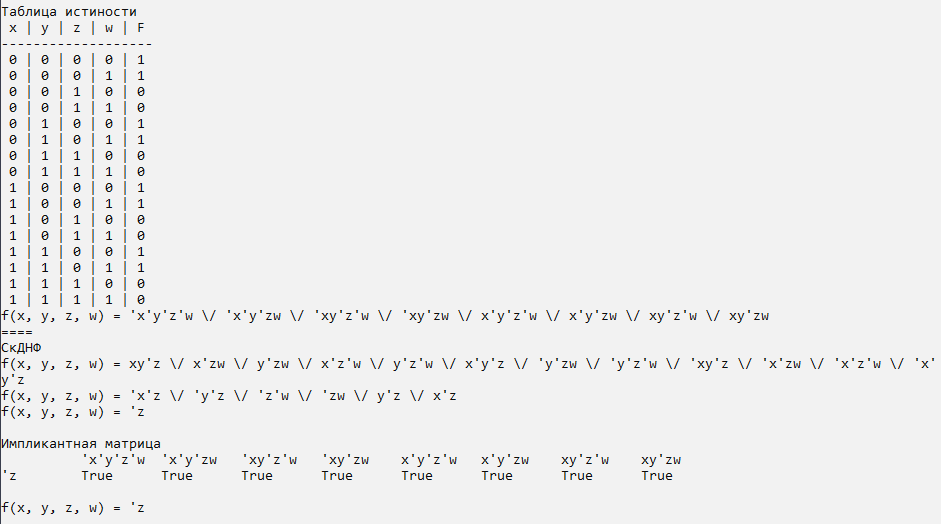 Таблица истиности
x | y | z | w | F
-------------------
0 | 0 | 0 | 0 | 1
0 | 0 | 0 | 1 | 1
0 | 0 | 1 | 0 | 0
0 | 0 | 1 | 1 | 0
0 | 1 | 0 | 0 | 1
0 | 1 | 0 | 1 | 1
0 | 1 | 1 | 0 | 0
0 | 1 | 1 | 1 | 0
1 | 0 | 0 | 0 | 1
1 | 0 | 0 | 1 | 1
1 | 0 | 1 | 0 | 0
1 | 0 | 1 | 1 | 0
1 | 1 | 0 | 0 | 1
1 | 1 | 0 | 1 | 1
1 | 1 | 1 | 0 | 0
1 | 1 | 1 | 1 | 0
f(x, y, z, w) = 'x'y'z'w \/ 'x'y'zw \/ 'xy'z'w \/ 'xy'zw \/ x'y'z'w \/ x'y'zw \/ xy'z'w \/ xy'zw
====
СкДНФ
f(x, y, z, w) = xy'z \/ x'zw \/ y'zw \/ x'z'w \/ y'z'w \/ x'y'z \/ 'y'zw \/ 'y'z'w \/ 'xy'z \/ 'x'zw \/ 'x'z'w \/ 'x'
y'z
f(x, y, z, w) = 'x'z \/ 'y'z \/ 'z'w \/ 'zw \/ y'z \/ x'z
f(x, y, z, w) = 'z
Импликантная матрица
'x'y'z'w 'x'y'zw 'xy'z'w 'xy'zw x'y'z'w x'y'zw xy'z'w xy'zw
'z True True True True True True True True
f(x, y, z, w) = 'z